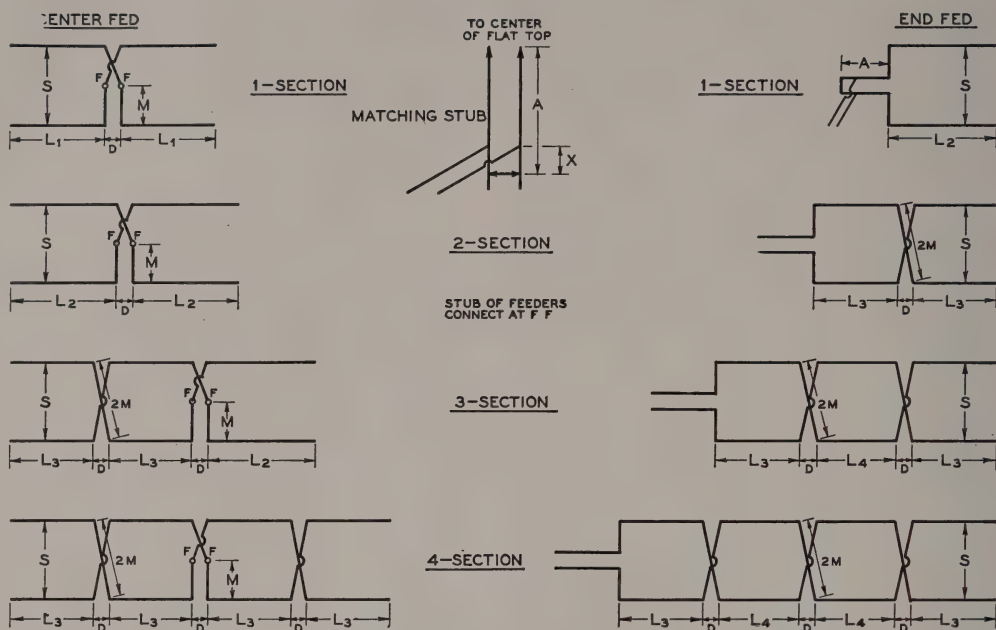 CENTER FED
S
F F
M
L1 D L1
1-SECTION
TO CENTER
OF FLAT TOP
MATCHING STUB
A
X
END FED
1-SECTION
A
S
L2
S
F F
M
L2 D L2
2-SECTION
STUB OF FEEDERS
CONNECT AT F F
2M
S
L3 D L3
S
2M
F F
M
L3 D L3 D L2
3-SECTION
2M
S
L3 D L4 D L3
S
2M
F F
M
L3 D L3 D L3 D L3
4-SECTION
2M
S
L3 D L4 D L4 D L3